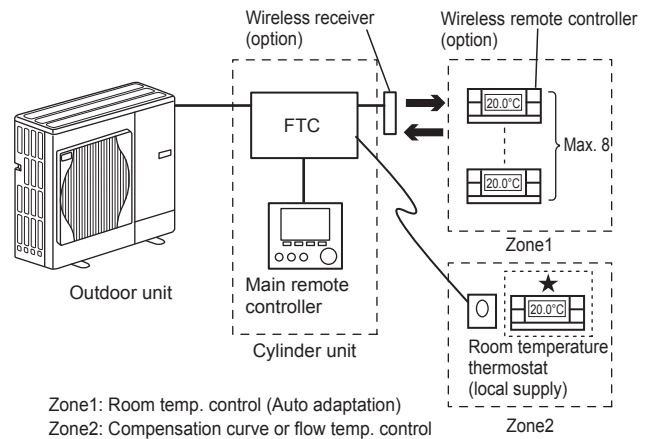 Wireless receiver
(option)
Wireless remote controller
(option)
FTC
20.0°C
Max. 8
20.0°C
Zone1
Outdoor unit
Main remote
controller
Cylinder unit
★
20.0°C
Room temperature
thermostat
(local supply)
Zone2
Zone1: Room temp. control (Auto adaptation)
Zone2: Compensation curve or flow temp. control